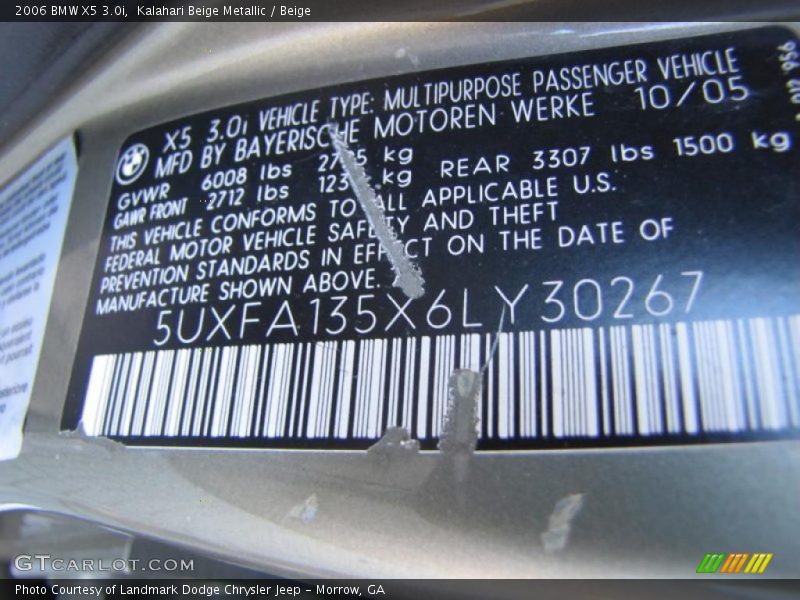 2006 BMW X5 3.0i, Kalahari Beige Metallic / Beige
X5 3.0i VEHICLE TYPE: MULTIPURPOSE PASSENGER VEHICLE
MFD BY BAYERISCHE MOTOREN WERKE 10/05
GVWR 6008 lbs 2725 kg
GAWR FRONT 2712 lbs kg REAR 3307 lbs 1500 kg
THIS VEHICLE CONFORMS TO ALL APPLICABLE U.S.
FEDERAL MOTOR VEHICLE SAFETY AND THEFT
PREVENTION STANDARDS IN EFFECT ON THE DATE OF
MANUFACTURE SHOWN ABOVE.
5UXFA135X6LY30267
GTCARLOT.COM
Photo Courtesy of Landmark Dodge Chrysler Jeep – Morrow, GA